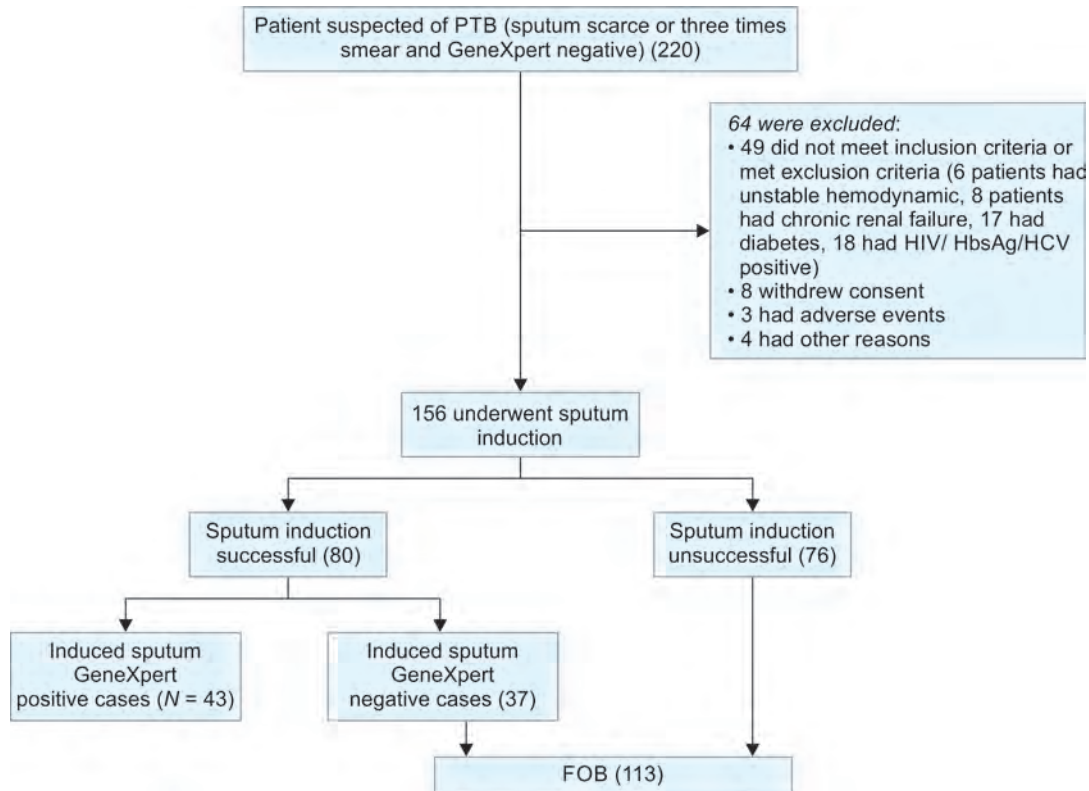 Patient suspected of PTB (sputum scarce or three times
smear and GeneXpert negative) (220)
64 were excluded:
• 49 did not meet inclusion criteria or
met exclusion criteria (6 patients had
unstable hemodynamic, 8 patients
had chronic renal failure, 17 had
diabetes, 18 had HIV/ HbsAg/HCV
positive)
• 8 withdrew consent
• 3 had adverse events
• 4 had other reasons
156 underwent sputum
induction
Sputum induction
successful (80)
Sputum induction
unsuccessful (76)
Induced sputum
GeneXpert
positive cases (N = 43)
Induced sputum
GeneXpert
negative cases (37)
FOB (113)